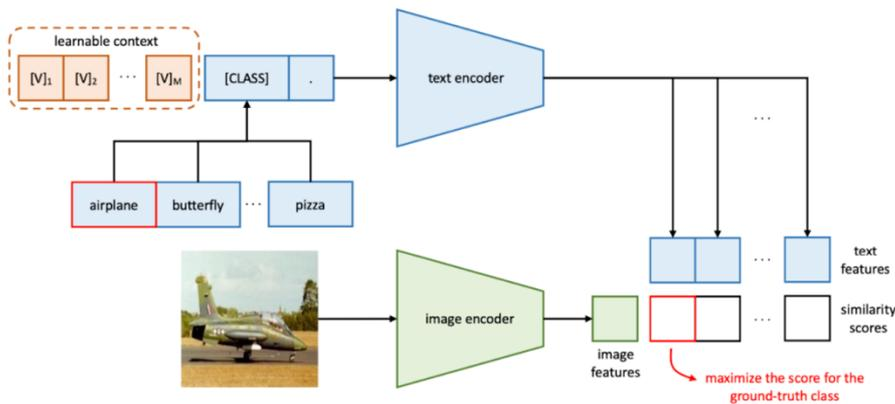 learnable context
[V]₁ [V]₂ ... [V]M [CLASS] .
text encoder
...
airplane butterfly ... pizza
... text
features
image encoder
... similarity
scores
image
features
maximize the score for the
ground-truth class